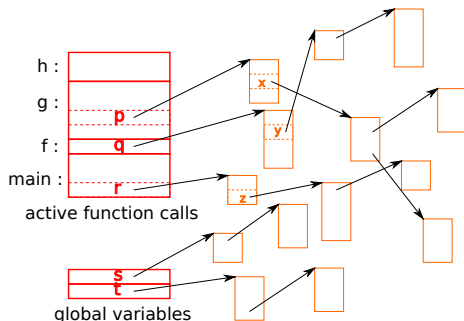 h :
g :
p
x
f :
q
y
main :
r
z
active function calls
s
t
global variables